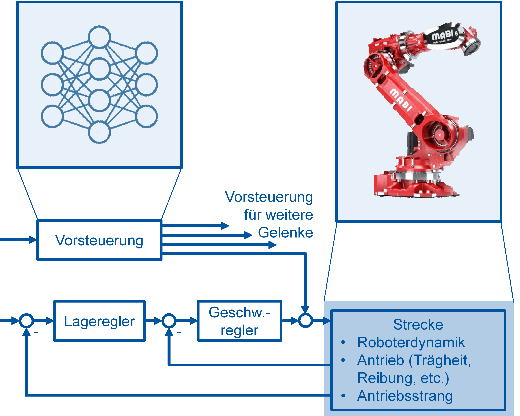 MABI
MABI
Vorsteuerung
für weitere
Gelenke
Vorsteuerung
Lageregler
Geschw.-
regler
-
-
Strecke
• Roboterdynamik
• Antrieb (Trägheit,
Reibung, etc.)
• Antriebsstrang